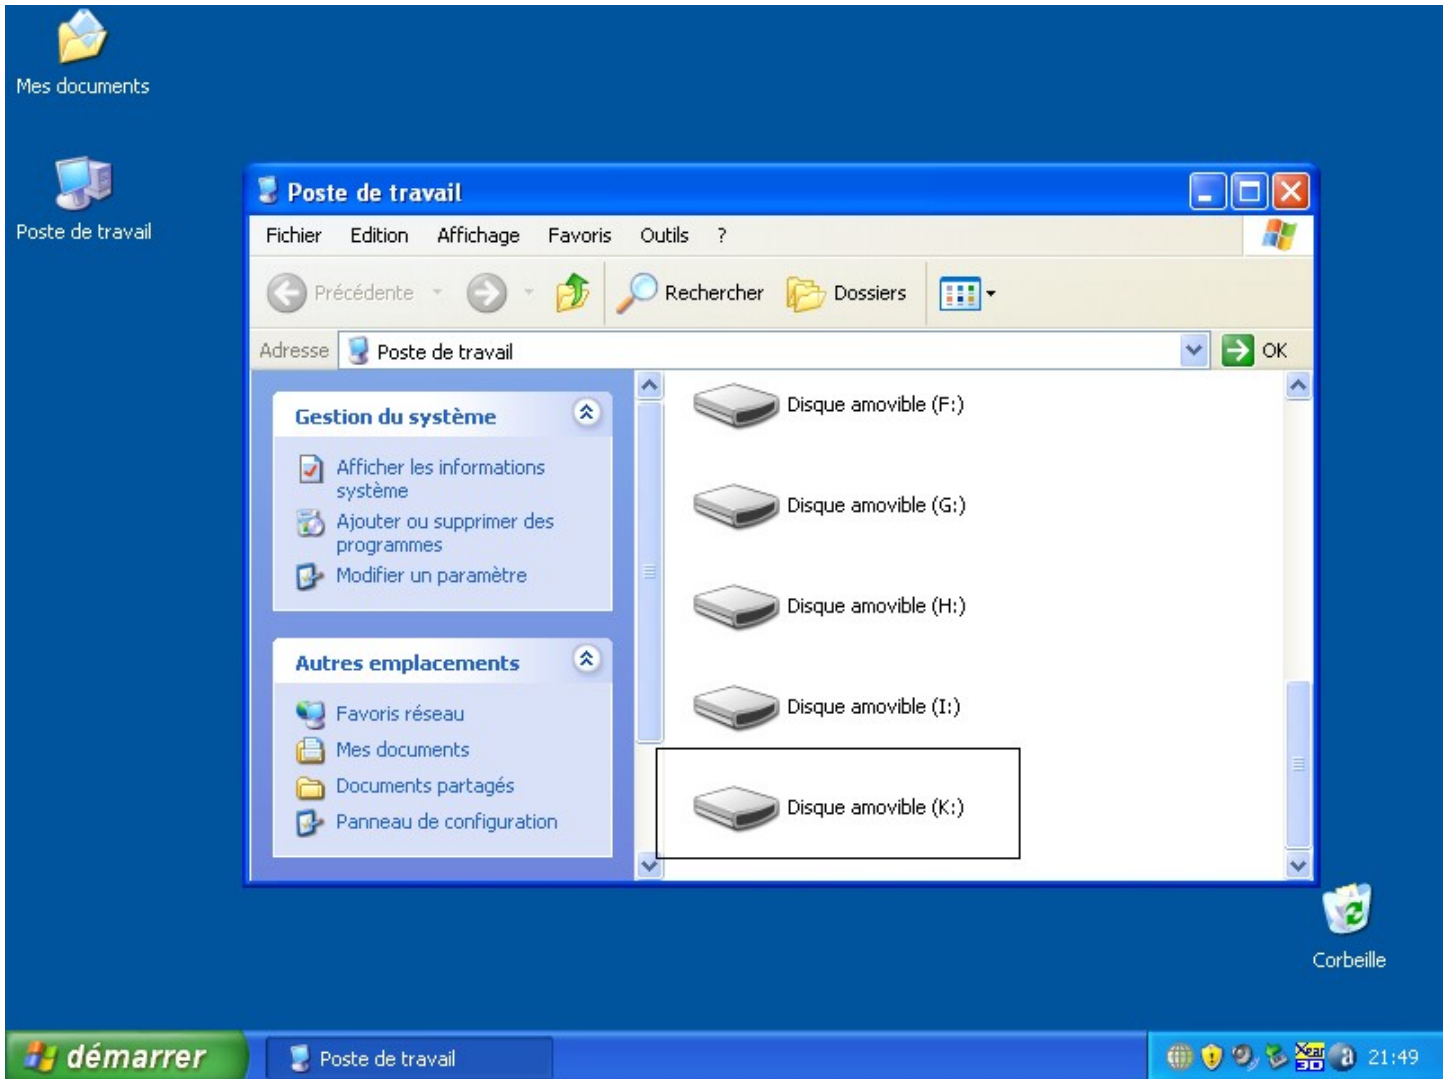 Mes documents
Poste de travail
Poste de travail
Fichier Edition Affichage Favoris Outils ?
Précédente Rechercher Dossiers
Adresse Poste de travail OK
Gestion du système
Afficher les informations
système
Ajouter ou supprimer des
programmes
Modifier un paramètre
Autres emplacements
Favoris réseau
Mes documents
Documents partagés
Panneau de configuration
Disque amovible (F:)
Disque amovible (G:)
Disque amovible (H:)
Disque amovible (I:)
Disque amovible (K:)
Corbeille
démarrer Poste de travail Xear 3D 21:49